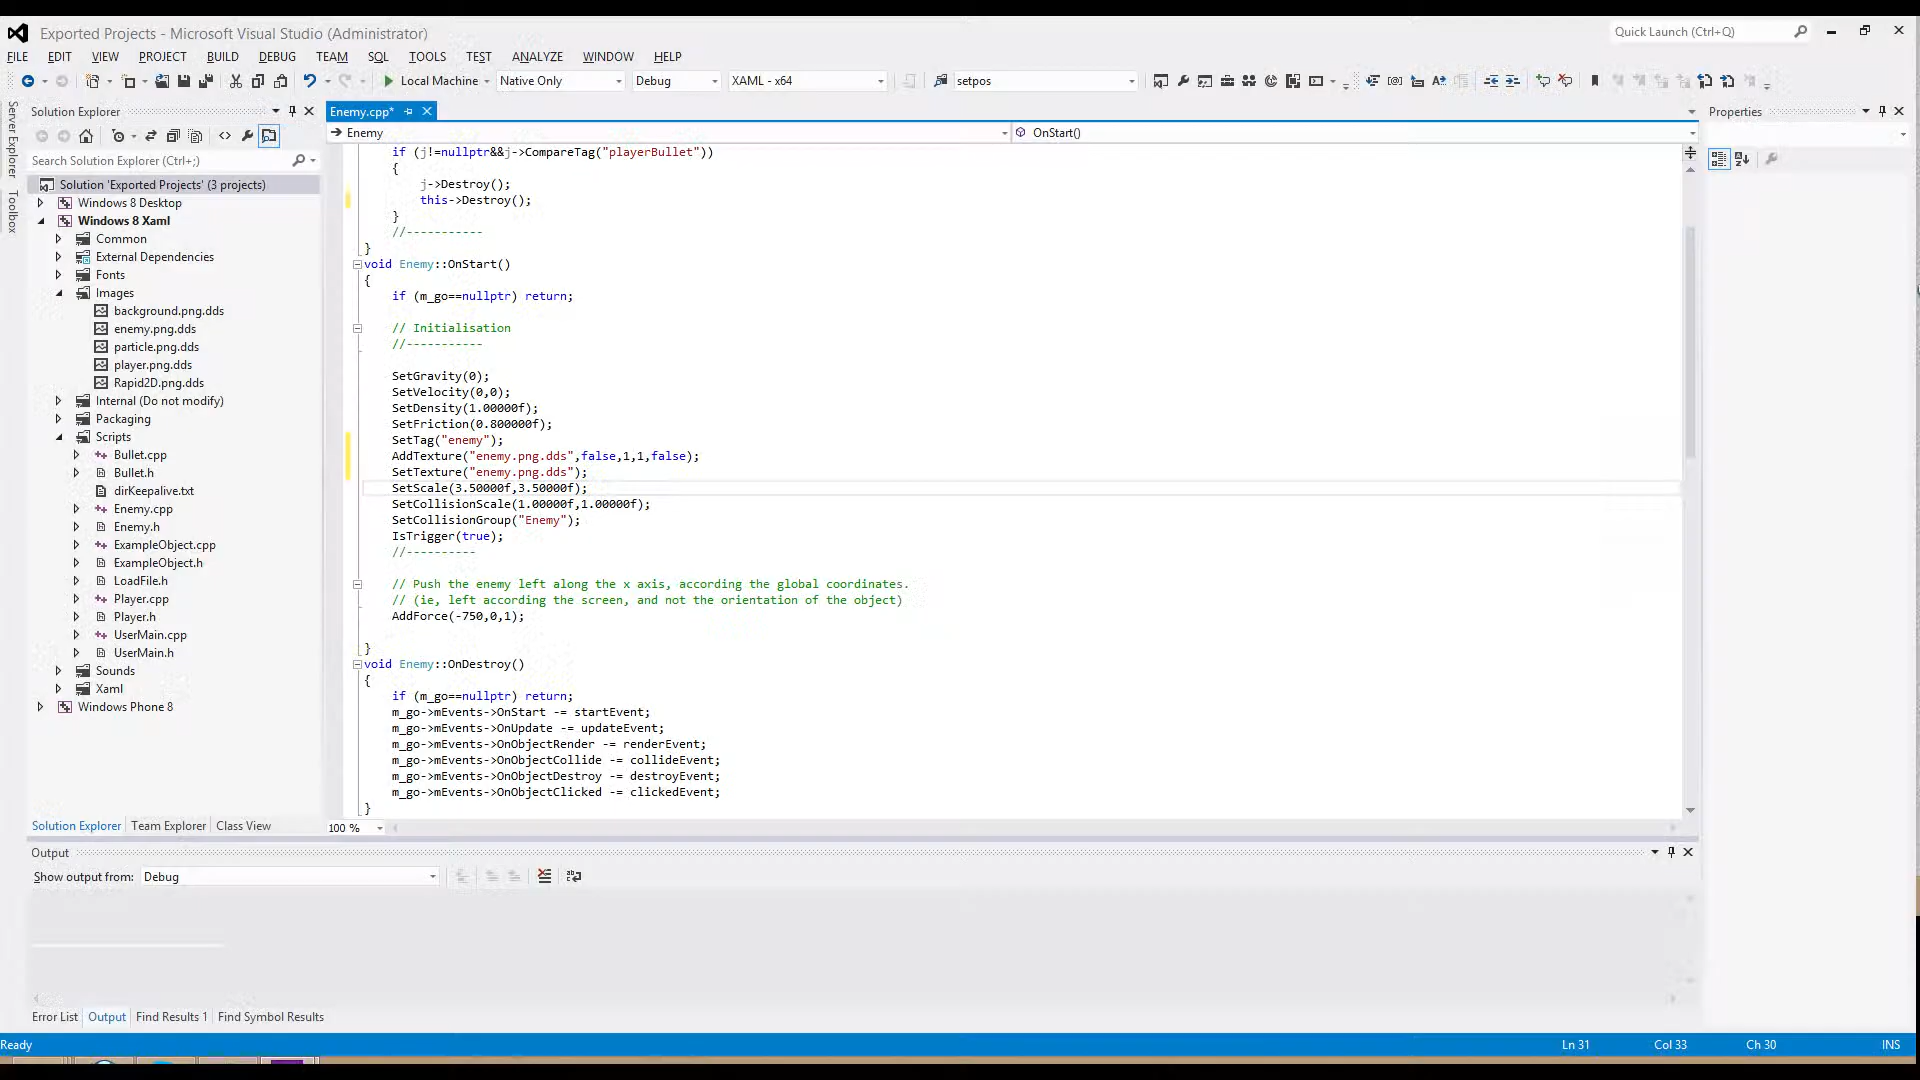 Exported Projects - Microsoft Visual Studio (Administrator)
Quick Launch (Ctrl+Q)
FILE EDIT VIEW PROJECT BUILD DEBUG TEAM SQL TOOLS TEST ANALYZE WINDOW HELP
Local Machine Native Only Debug XAML - x64 setpos
Server Explorer
Toolbox
Solution Explorer
Search Solution Explorer (Ctrl+;)
Solution 'Exported Projects' (3 projects)
Windows 8 Desktop
Windows 8 Xaml
Common
External Dependencies
Fonts
Images
background.png.dds
enemy.png.dds
particle.png.dds
player.png.dds
Rapid2D.png.dds
Internal (Do not modify)
Packaging
Scripts
Bullet.cpp
Bullet.h
dirKeepalive.txt
Enemy.cpp
Enemy.h
ExampleObject.cpp
ExampleObject.h
LoadFile.h
Player.cpp
Player.h
UserMain.cpp
UserMain.h
Sounds
Xaml
Windows Phone 8
Solution Explorer Team Explorer Class View
Enemy.cpp*
Enemy OnStart()
if (j!=nullptr&&j->CompareTag("playerBullet"))
{
j->Destroy();
this->Destroy();
}
//-----------
}
void Enemy::OnStart()
{
if (m_go==nullptr) return;
// Initialisation
//-----------
SetGravity(0);
SetVelocity(0,0);
SetDensity(1.00000f);
SetFriction(0.800000f);
SetTag("enemy");
AddTexture("enemy.png.dds",false,1,1,false);
SetTexture("enemy.png.dds");
SetScale(3.50000f,3.50000f);
SetCollisionScale(1.00000f,1.00000f);
SetCollisionGroup("Enemy");
IsTrigger(true);
//----------
// Push the enemy left along the x axis, according the global coordinates.
// (ie, left according the screen, and not the orientation of the object)
AddForce(-750,0,1);
}
void Enemy::OnDestroy()
{
if (m_go==nullptr) return;
m_go->mEvents->OnStart -= startEvent;
m_go->mEvents->OnUpdate -= updateEvent;
m_go->mEvents->OnObjectRender -= renderEvent;
m_go->mEvents->OnObjectCollide -= collideEvent;
m_go->mEvents->OnObjectDestroy -= destroyEvent;
m_go->mEvents->OnObjectClicked -= clickedEvent;
}
100 %
Properties
Output
Show output from: Debug
Error List Output Find Results 1 Find Symbol Results
Ready Ln 31 Col 33 Ch 30 INS